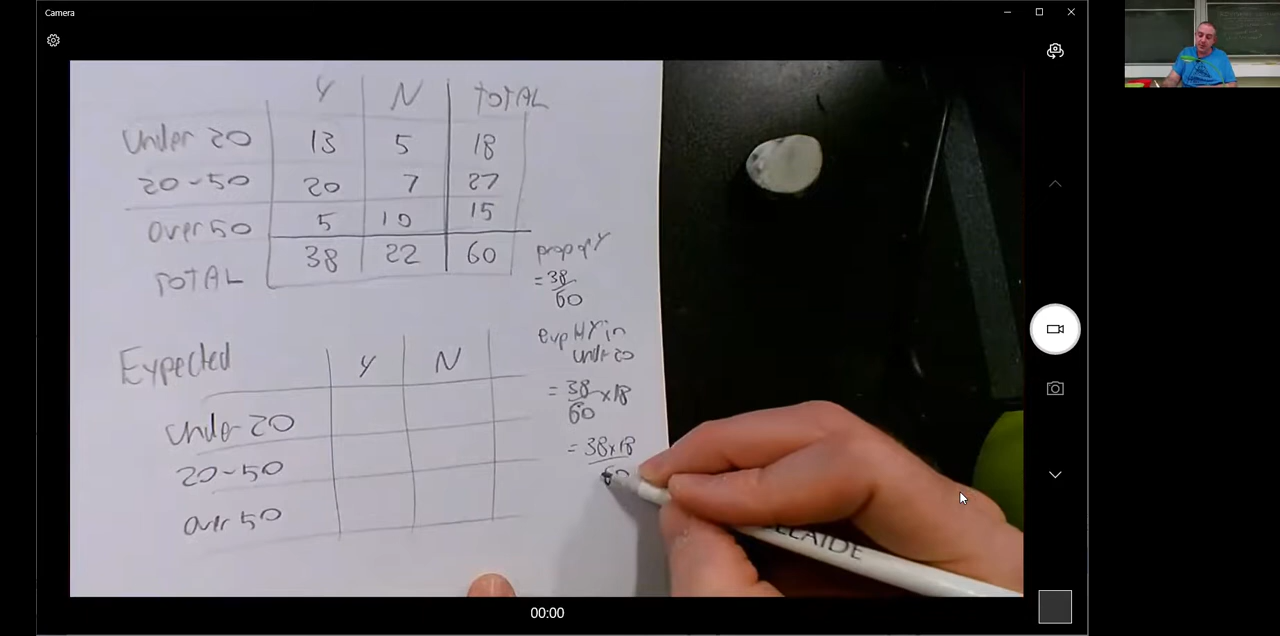 Camera
Y N TOTAL
Under 20 13 5 18
20-50 20 7 27
over 50 5 10 15
TOTAL 38 22 60
prop of Y
= 38/60
exp # Y in
under 20
= 38/60 x 18
= 38x18/60
Expected Y N
under 20
20-50
over 50
ELAIDE
00:00